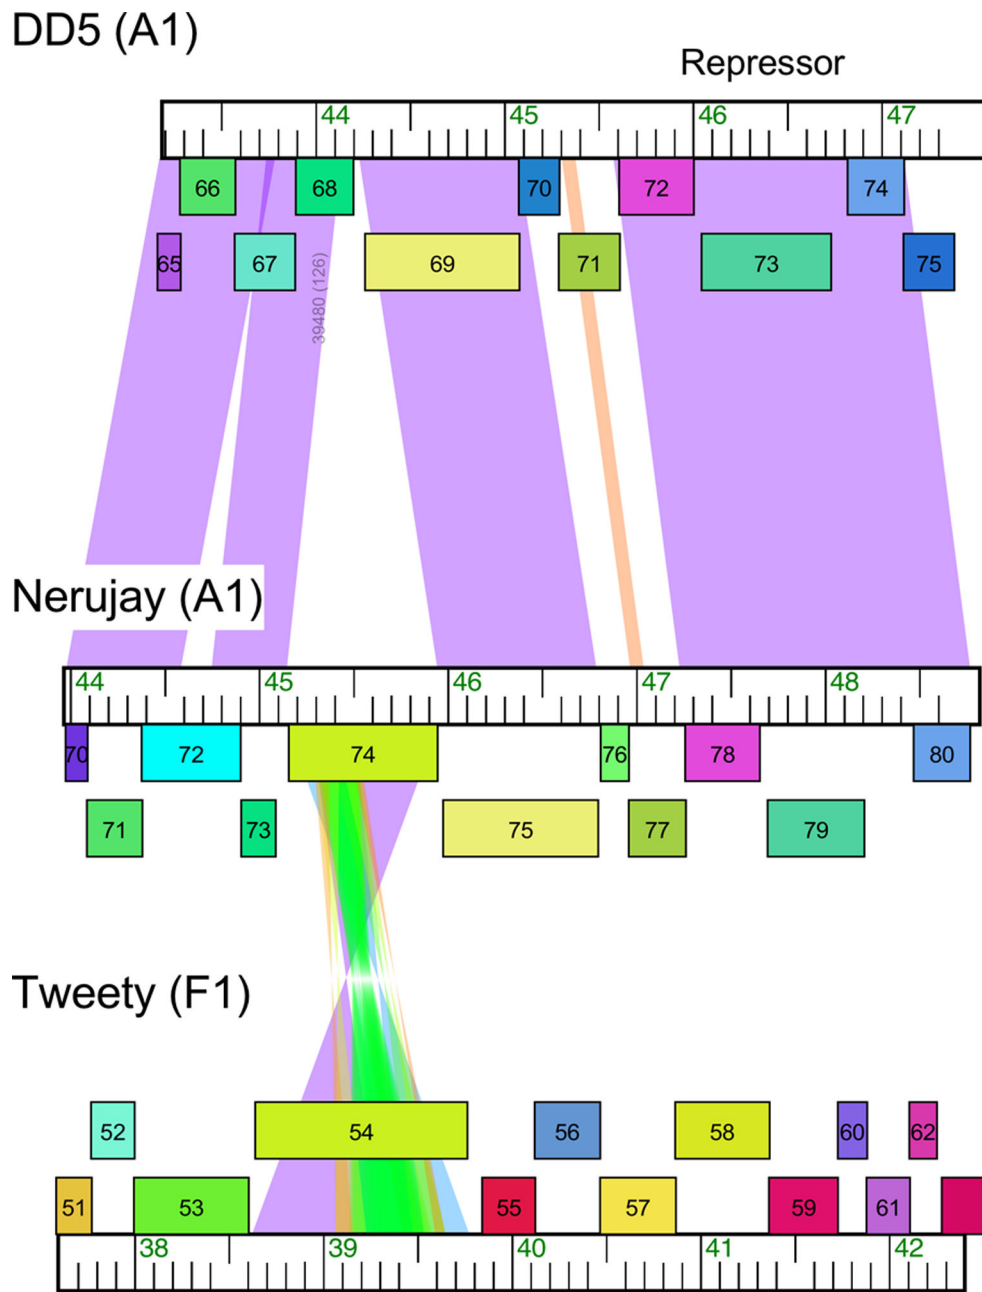 DD5 (A1)
Repressor
44 45 46 47
66 68 70 72 74
65 67 69 71 73 75
39480 (126)
Nerujay (A1)
44 45 46 47 48
70 72 74 76 78 80
71 73 75 77 79
Tweety (F1)
52 54 56 58 60 62
51 53 55 57 59 61
38 39 40 41 42